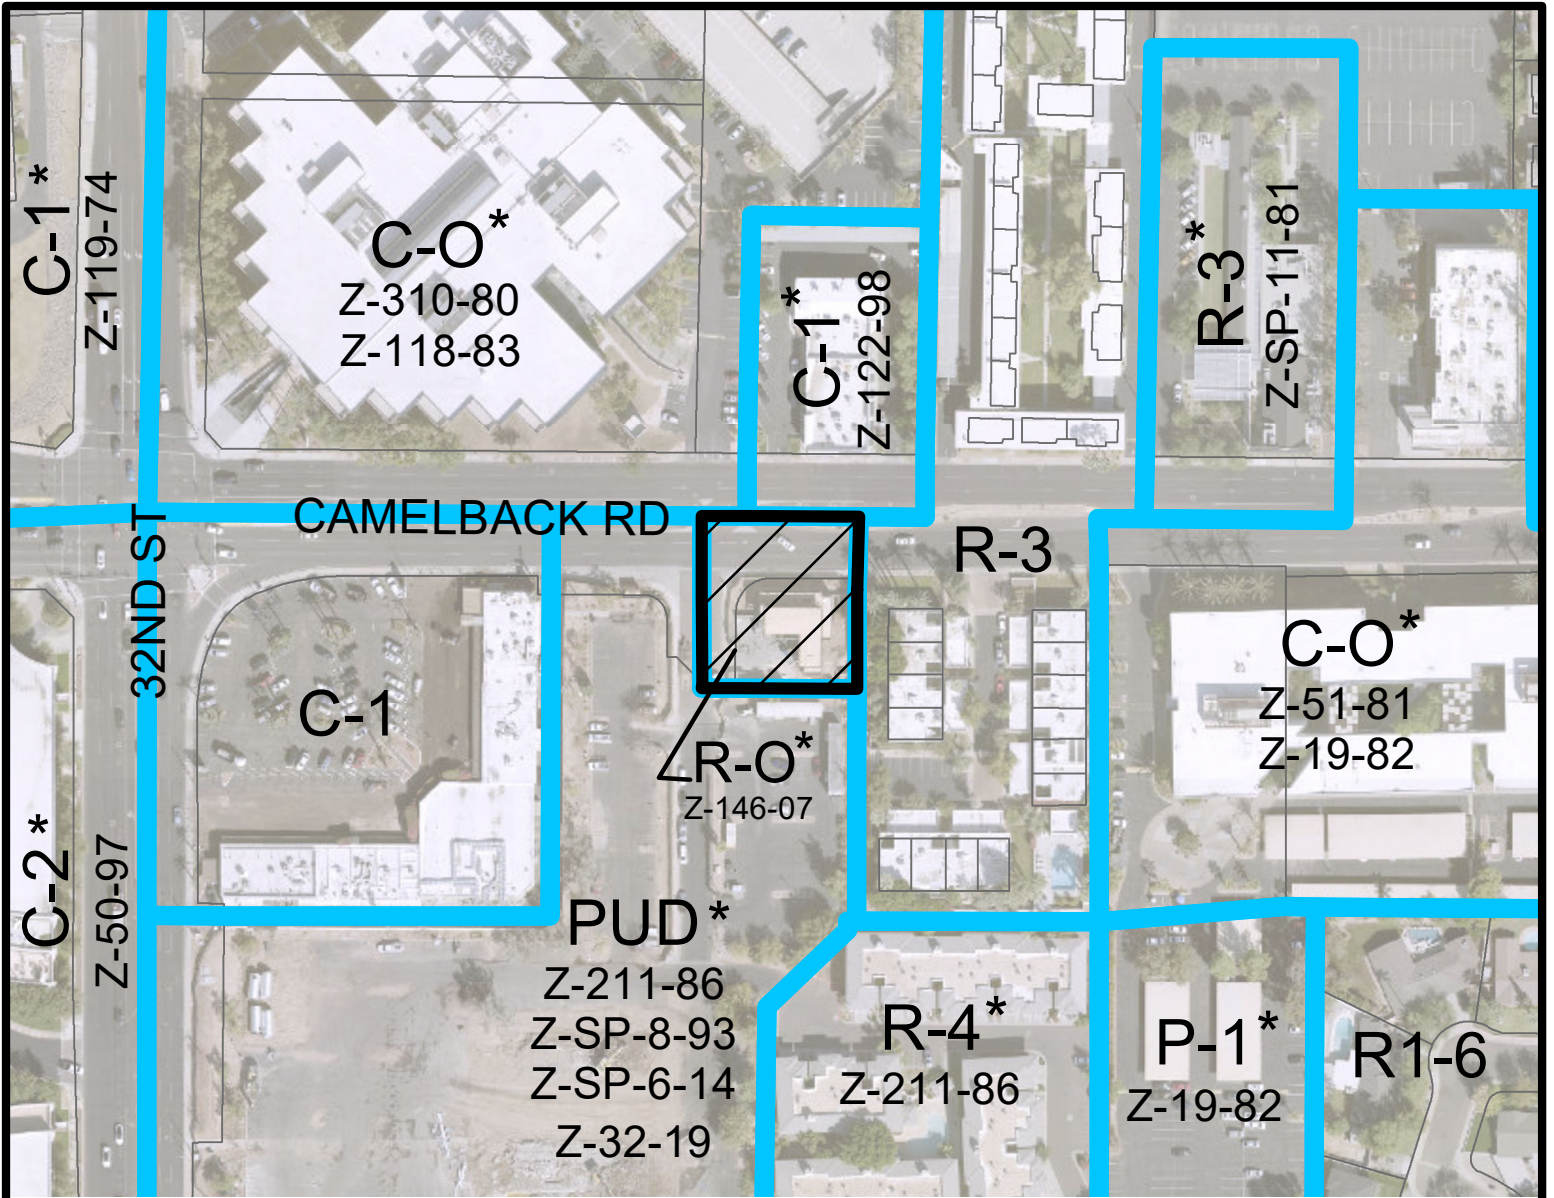 C-1*
Z-119-74
C-O*
Z-310-80
Z-118-83
C-1*
Z-122-98
R-3*
Z-SP-11-81
CAMELBACK RD
32ND ST
R-3
C-1
C-O*
Z-51-81
Z-19-82
R-O*
Z-146-07
C-2*
Z-50-97
PUD*
Z-211-86
Z-SP-8-93
Z-SP-6-14
Z-32-19
R-4*
Z-211-86
P-1*
Z-19-82
R1-6